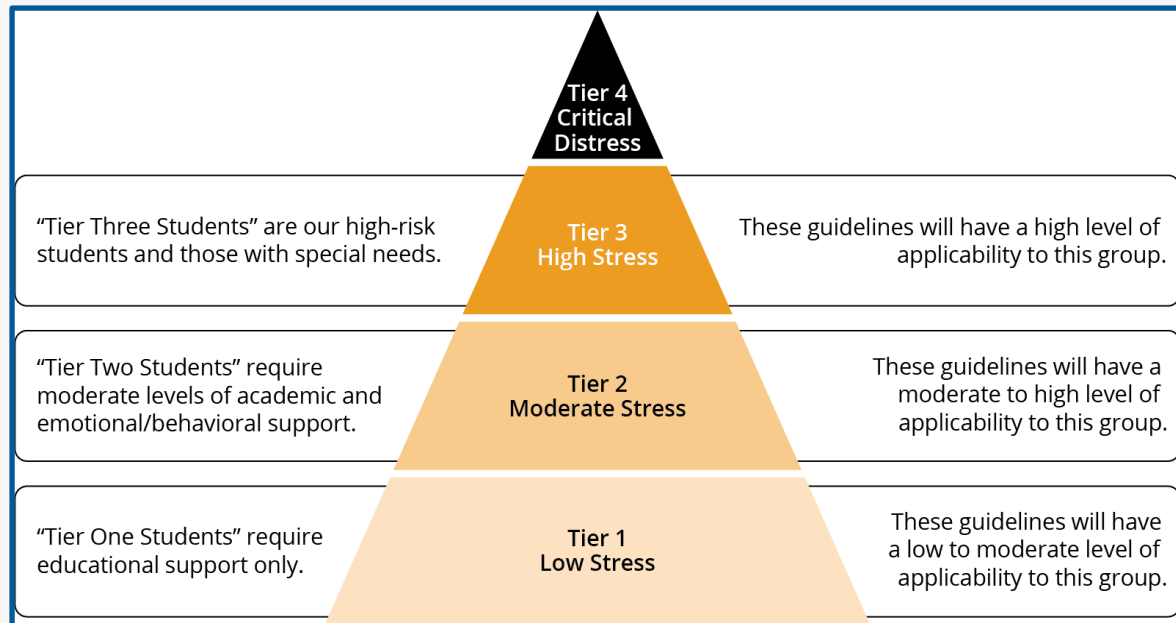 Tier 4
Critical
Distress
“Tier Three Students” are our high-risk
students and those with special needs.
Tier 3
High Stress
These guidelines will have a high level of
applicability to this group.
“Tier Two Students” require
moderate levels of academic and
emotional/behavioral support.
Tier 2
Moderate Stress
These guidelines will have a
moderate to high level of
applicability to this group.
“Tier One Students” require
educational support only.
Tier 1
Low Stress
These guidelines will have
a low to moderate level of
applicability to this group.